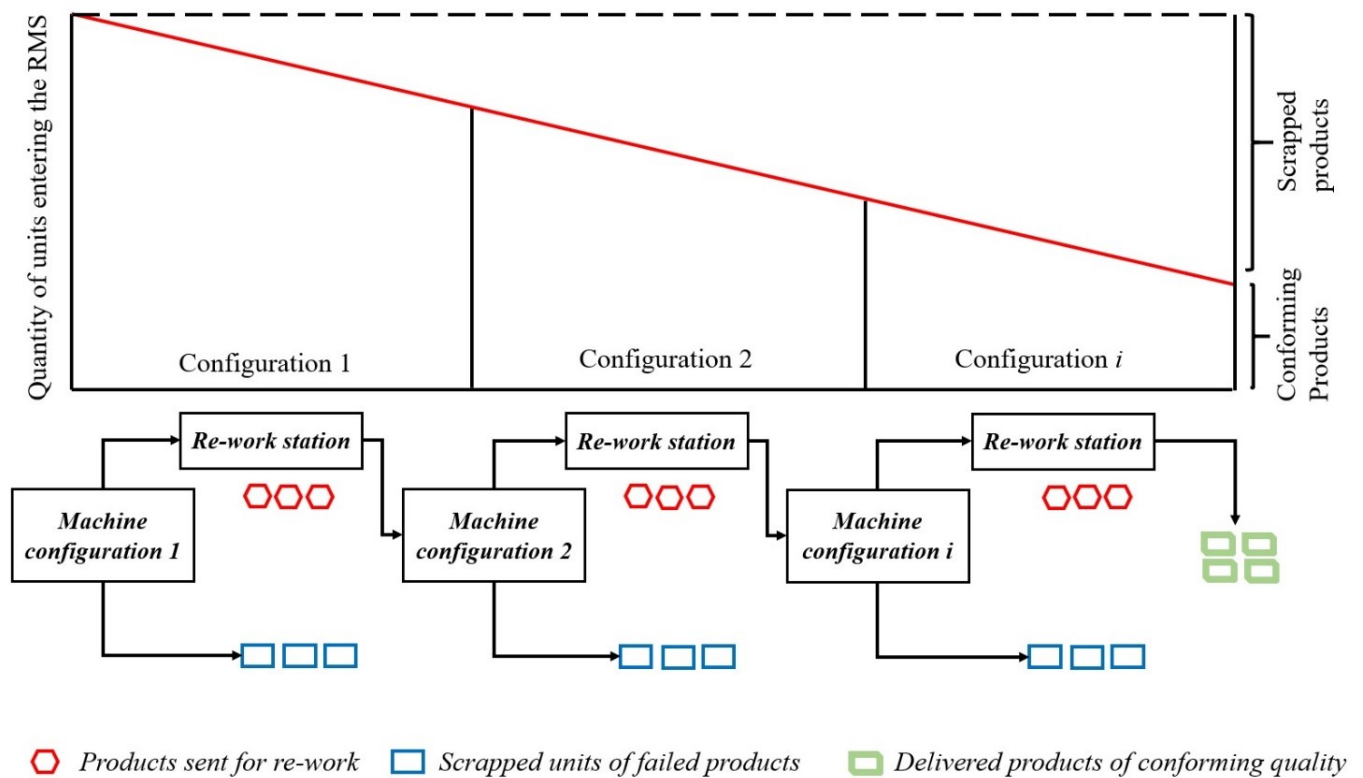 Quantity of units entering the RMS
Scrapped
products
Conforming
Products
Configuration 1
Configuration 2
Configuration i
Re-work station
Re-work station
Re-work station
Machine
configuration 1
Machine
configuration 2
Machine
configuration i
Products sent for re-work
Scrapped units of failed products
Delivered products of conforming quality